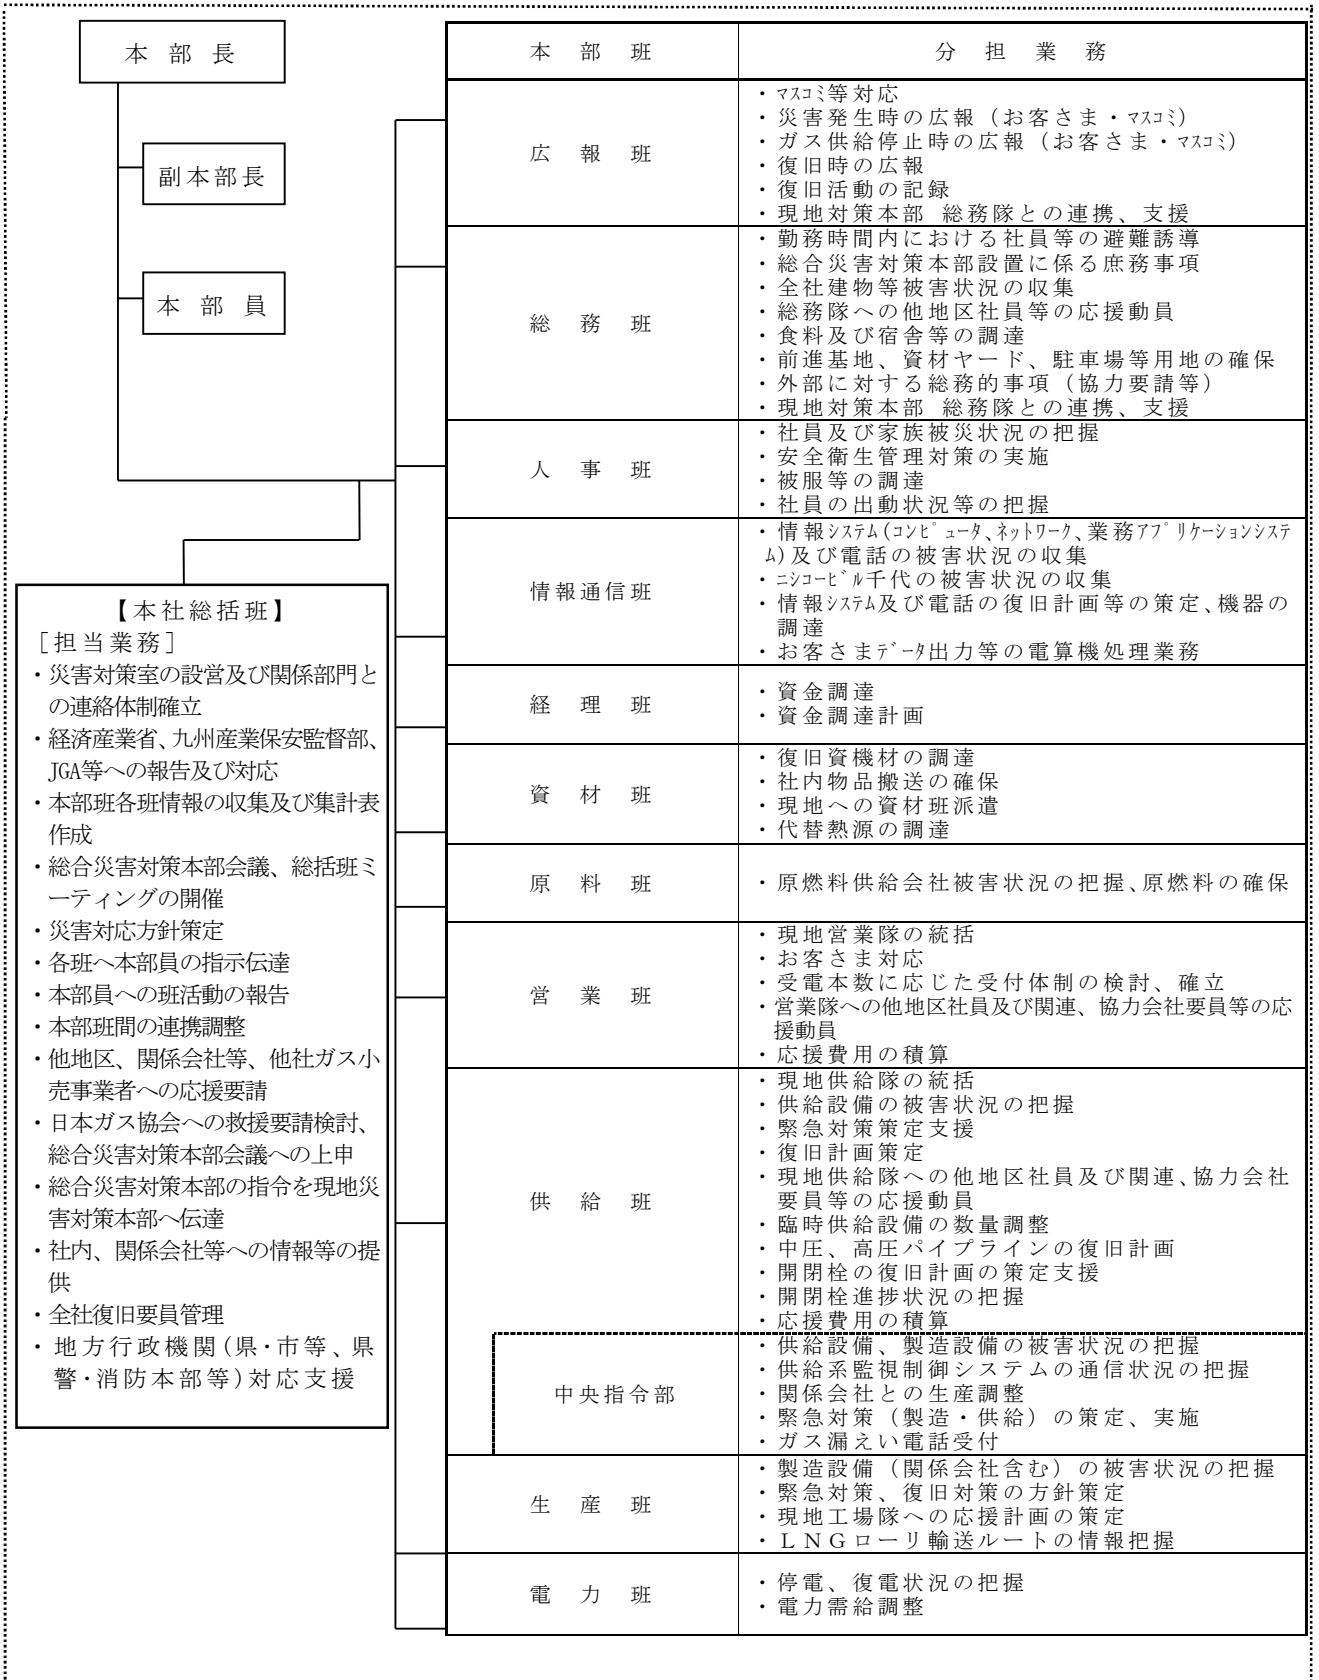 本部長
副本部長
本部員
【本社総括班】
［担当業務］
・災害対策室の設営及び関係部門と
の連絡体制確立
・経済産業省、九州産業保安監督部、
JGA等への報告及び対応
・本部班各班情報の収集及び集計表
作成
・総合災害対策本部会議、総括班ミ
ーティングの開催
・災害対応方針策定
・各班へ本部員の指示伝達
・本部員への班活動の報告
・本部班間の連携調整
・他地区、関係会社等、他社ガス小
売事業者への応援要請
・日本ガス協会への救援要請検討、
総合災害対策本部会議への上申
・総合災害対策本部の指令を現地災
害対策本部へ伝達
・社内、関係会社等への情報等の提
供
・全社復旧要員管理
・地方行政機関(県・市等、県
警・消防本部等)対応支援
本部班 分担業務
広報班
・ﾏｽｺﾐ等対応
・災害発生時の広報（お客さま・ﾏｽｺﾐ）
・ガス供給停止時の広報（お客さま・ﾏｽｺﾐ）
・復旧時の広報
・復旧活動の記録
・現地対策本部 総務隊との連携、支援
総務班
・勤務時間内における社員等の避難誘導
・総合災害対策本部設置に係る庶務事項
・全社建物等被害状況の収集
・総務隊への他地区社員等の応援動員
・食料及び宿舎等の調達
・前進基地、資材ヤード、駐車場等用地の確保
・外部に対する総務的事項（協力要請等）
・現地対策本部 総務隊との連携、支援
人事班
・社員及び家族被災状況の把握
・安全衛生管理対策の実施
・被服等の調達
・社員の出動状況等の把握
情報通信班
・情報ｼｽﾃﾑ(ｺﾝﾋﾟｭｰﾀ、ﾈｯﾄﾜｰｸ、業務ｱﾌﾟﾘｹｰｼｮﾝｼｽﾃ
ﾑ)及び電話の被害状況の収集
・ﾆｼｺｰﾋﾞﾙ千代の被害状況の収集
・情報ｼｽﾃﾑ及び電話の復旧計画等の策定、機器の
調達
・お客さまﾃﾞｰﾀ出力等の電算機処理業務
経理班
・資金調達
・資金調達計画
資材班
・復旧資機材の調達
・社内物品搬送の確保
・現地への資材班派遣
・代替熱源の調達
原料班
・原燃料供給会社被害状況の把握、原燃料の確保
営業班
・現地営業隊の統括
・お客さま対応
・受電本数に応じた受付体制の検討、確立
・営業隊への他地区社員及び関連、協力会社要員等の応
援動員
・応援費用の積算
供給班
・現地供給隊の統括
・供給設備の被害状況の把握
・緊急対策策定支援
・復旧計画策定
・現地供給隊への他地区社員及び関連、協力会社
要員等の応援動員
・臨時供給設備の数量調整
・中圧、高圧パイプラインの復旧計画
・開閉栓の復旧計画の策定支援
・開閉栓進捗状況の把握
・応援費用の積算
中央指令部
・供給設備、製造設備の被害状況の把握
・供給系監視制御システムの通信状況の把握
・関係会社との生産調整
・緊急対策（製造・供給）の策定、実施
・ガス漏えい電話受付
生産班
・製造設備（関係会社含む）の被害状況の把握
・緊急対策、復旧対策の方針策定
・現地工場隊への応援計画の策定
・ＬＮＧローリ輸送ルートの情報把握
電力班
・停電、復電状況の把握
・電力需給調整